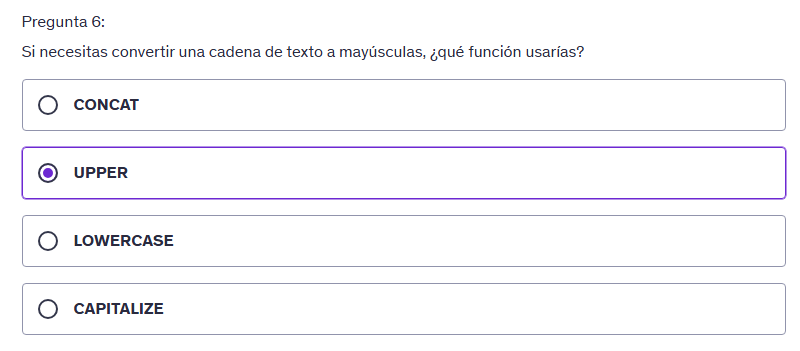 Pregunta 6:
Si necesitas convertir una cadena de texto a mayúsculas, ¿qué función usarías?
CONCAT
UPPER
LOWERCASE
CAPITALIZE